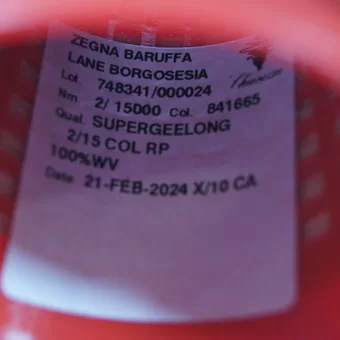 ZEGNA BARUFFA
LANE BORGOSESIA
Lot. 748341/000024
Nm. 2/ 15000 Col. 841665
Qual. SUPERGEELONG
2/15 COL RP
100%WV
Date 21-FEB-2024 X/10 CA